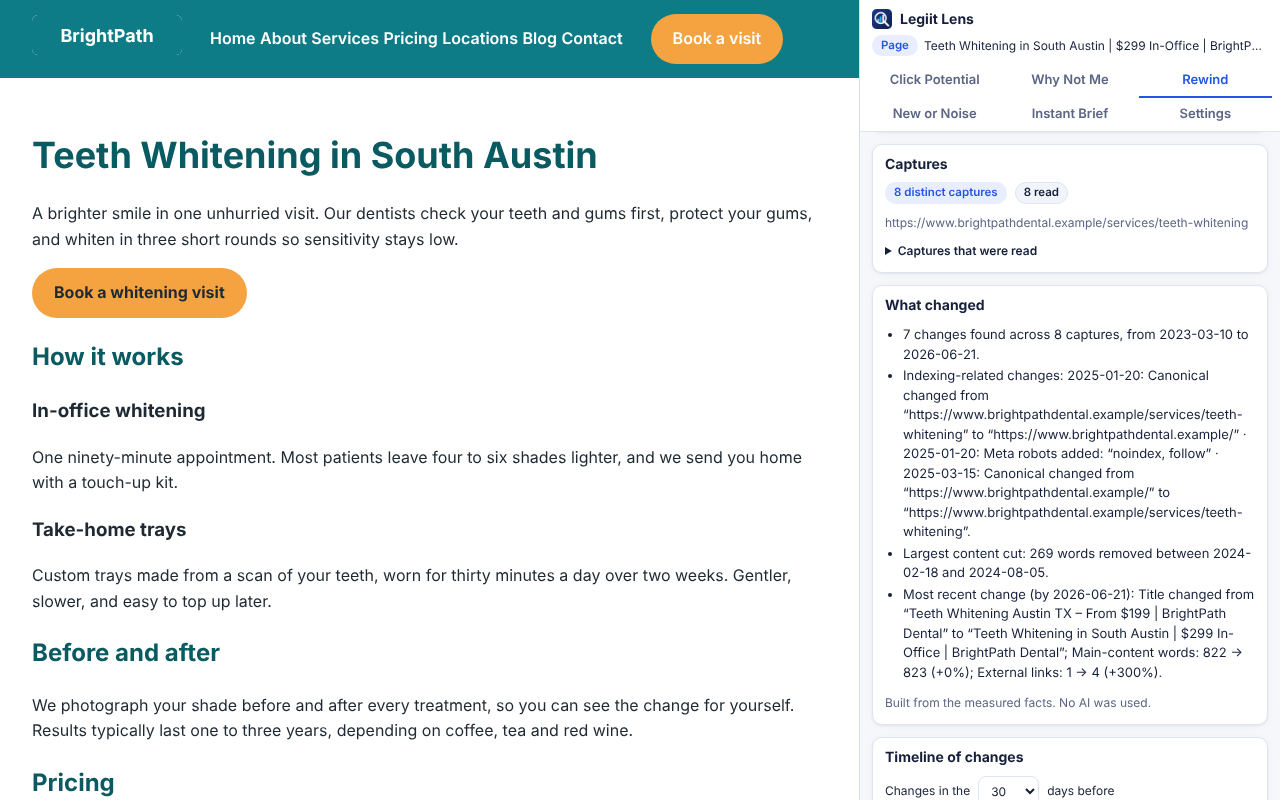 BrightPath
Home About Services Pricing Locations Blog Contact
Book a visit
Teeth Whitening in South Austin
A brighter smile in one unhurried visit. Our dentists check your teeth and gums first, protect your gums,
and whiten in three short rounds so sensitivity stays low.
Book a whitening visit
How it works
In-office whitening
One ninety-minute appointment. Most patients leave four to six shades lighter, and we send you home
with a touch-up kit.
Take-home trays
Custom trays made from a scan of your teeth, worn for thirty minutes a day over two weeks. Gentler,
slower, and easy to top up later.
Before and after
We photograph your shade before and after every treatment, so you can see the change for yourself.
Results typically last one to three years, depending on coffee, tea and red wine.
Pricing
Legiit Lens
Page Teeth Whitening in South Austin | $299 In-Office | BrightP...
Click Potential
Why Not Me
Rewind
New or Noise
Instant Brief
Settings
Captures
8 distinct captures
8 read
https://www.brightpathdental.example/services/teeth-whitening
Captures that were read
What changed
• 7 changes found across 8 captures, from 2023-03-10 to
2026-06-21.
• Indexing-related changes: 2025-01-20: Canonical
changed from
“https://www.brightpathdental.example/services/teeth-
whitening” to “https://www.brightpathdental.example/” ·
2025-01-20: Meta robots added: “noindex, follow” ·
2025-03-15: Canonical changed from
“https://www.brightpathdental.example/” to
“https://www.brightpathdental.example/services/teeth-
whitening”.
• Largest content cut: 269 words removed between 2024-
02-18 and 2024-08-05.
• Most recent change (by 2026-06-21): Title changed from
“Teeth Whitening Austin TX – From $199 | BrightPath
Dental” to “Teeth Whitening in South Austin | $299 In-
Office | BrightPath Dental”; Main-content words: 822 →
823 (+0%); External links: 1 → 4 (+300%).
Built from the measured facts. No AI was used.
Timeline of changes
Changes in the 30 days before